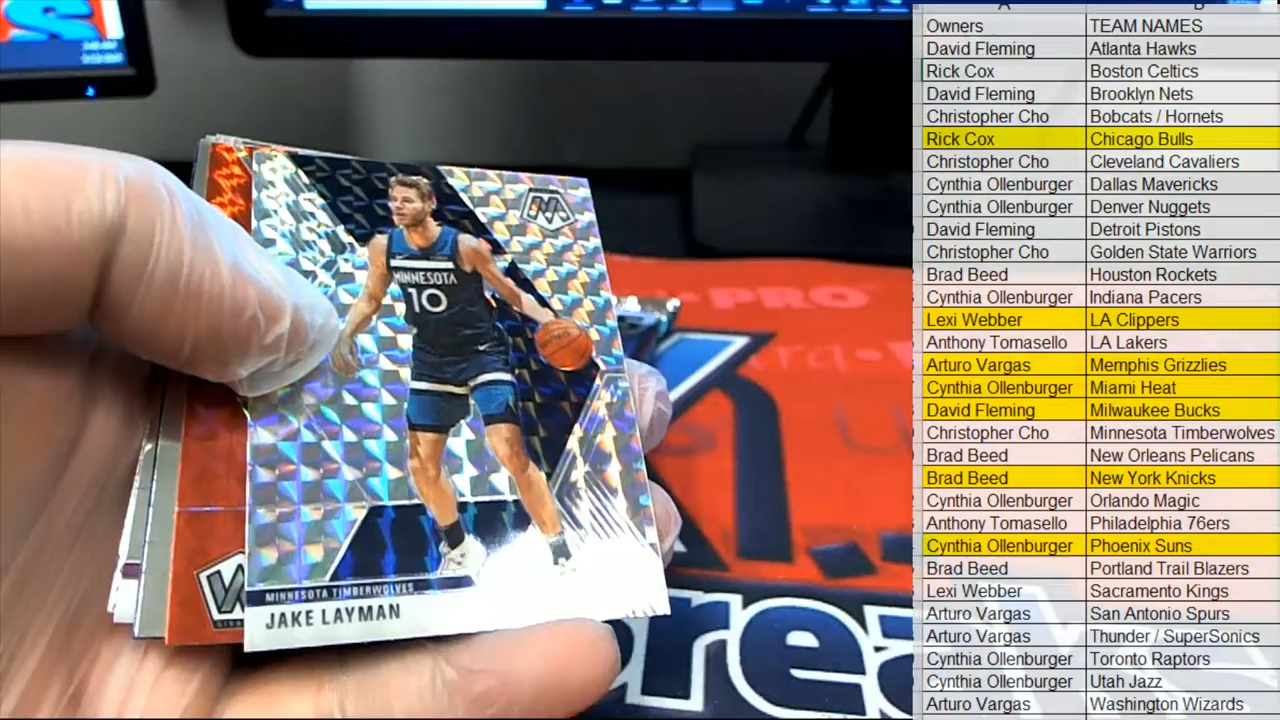 A B
Owners TEAM NAMES
David Fleming Atlanta Hawks
Rick Cox Boston Celtics
David Fleming Brooklyn Nets
Christopher Cho Bobcats / Hornets
Rick Cox Chicago Bulls
Christopher Cho Cleveland Cavaliers
Cynthia Ollenburger Dallas Mavericks
Cynthia Ollenburger Denver Nuggets
David Fleming Detroit Pistons
Christopher Cho Golden State Warriors
Brad Beed Houston Rockets
Cynthia Ollenburger Indiana Pacers
Lexi Webber LA Clippers
Anthony Tomasello LA Lakers
Arturo Vargas Memphis Grizzlies
Cynthia Ollenburger Miami Heat
David Fleming Milwaukee Bucks
Christopher Cho Minnesota Timberwolves
Brad Beed New Orleans Pelicans
Brad Beed New York Knicks
Cynthia Ollenburger Orlando Magic
Anthony Tomasello Philadelphia 76ers
Cynthia Ollenburger Phoenix Suns
Brad Beed Portland Trail Blazers
Lexi Webber Sacramento Kings
Arturo Vargas San Antonio Spurs
Arturo Vargas Thunder / SuperSonics
Cynthia Ollenburger Toronto Raptors
Cynthia Ollenburger Utah Jazz
Arturo Vargas Washington Wizards
MINNESOTA
10
MINNESOTA TIMBERWOLVES
JAKE LAYMAN
PRO